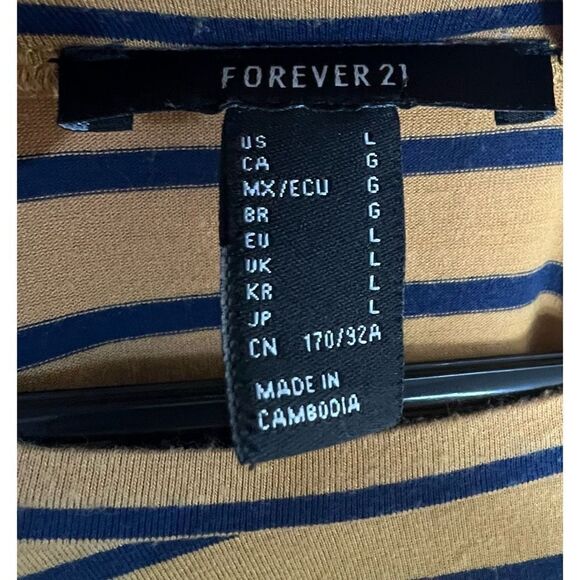 FOREVER 21
US L
CA G
MX/ECU G
BR G
EU L
UK L
KR L
JP L
CN 170/92A
MADE IN
CAMBODIA